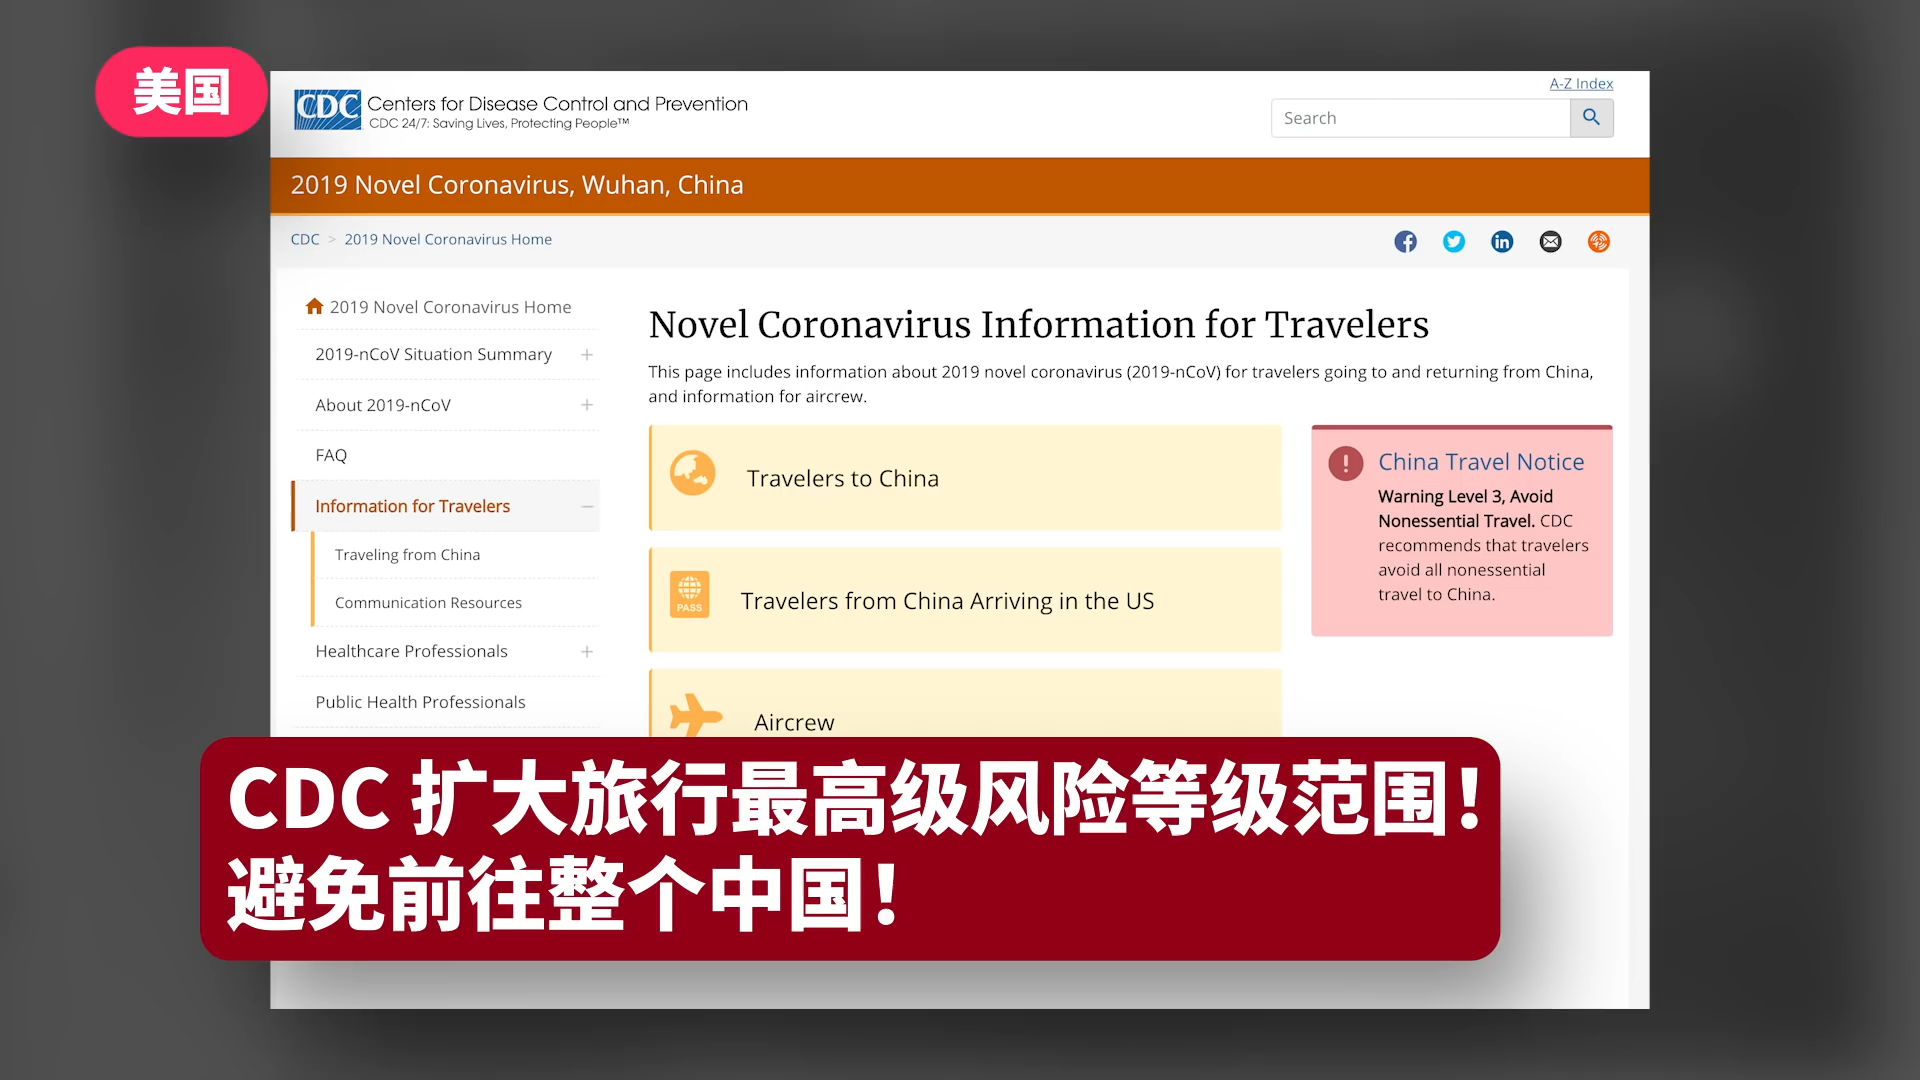 美国
CDC Centers for Disease Control and Prevention
CDC 24/7: Saving Lives, Protecting People™
A-Z Index
Search
2019 Novel Coronavirus, Wuhan, China
CDC > 2019 Novel Coronavirus Home
2019 Novel Coronavirus Home
2019-nCoV Situation Summary +
About 2019-nCoV +
FAQ
Information for Travelers −
Traveling from China
Communication Resources
Healthcare Professionals +
Public Health Professionals
Novel Coronavirus Information for Travelers
This page includes information about 2019 novel coronavirus (2019-nCoV) for travelers going to and returning from China,
and information for aircrew.
Travelers to China
PASS
Travelers from China Arriving in the US
Aircrew
China Travel Notice
Warning Level 3, Avoid
Nonessential Travel. CDC
recommends that travelers
avoid all nonessential
travel to China.
CDC 扩大旅行最高级风险等级范围！
避免前往整个中国！